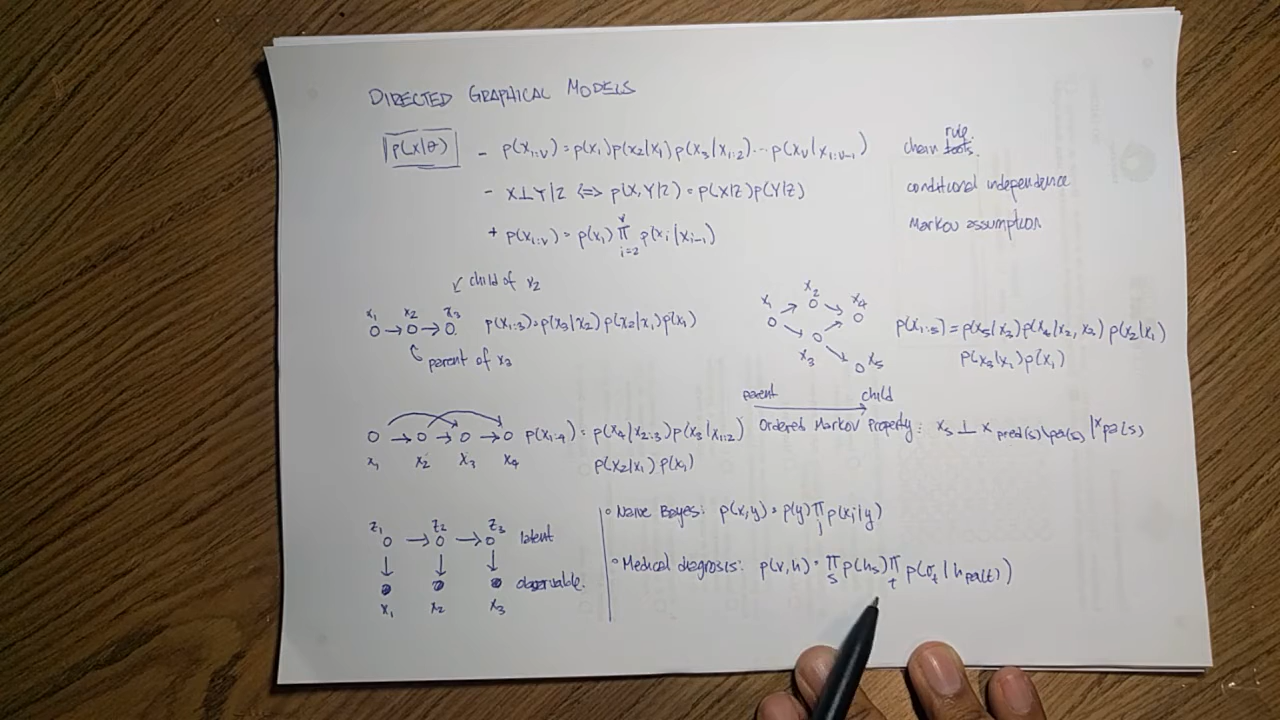 DIRECTED GRAPHICAL MODELS
p(x|θ) - p(x1:V) = p(x1)p(x2|x1)p(x3|x1:2)...p(xV|x1:V-1) chain rule.
- X⊥Y|Z <=> p(X,Y|Z) = p(X|Z)p(Y|Z) conditional independence
+ p(x1:V) = p(x1) π i=2 V p(xi|xi-1) Markov assumption
child of x2
x1 x2 x3 p(x1:3)=p(x3|x2)p(x2|x1)p(x1)
parent of x3
x1 x2 x4
x3 x5
p(x1:5) = p(x5|x3)p(x4|x2,x3)p(x2|x1)
p(x3|x1)p(x1)
parent child
p(x1:4) = p(x4|x2:3)p(x3|x1:2)
x1 x2 x3 x4 p(x2|x1)p(x1)
Ordered Markov Property: xs ⊥ xpred(s)\pa(s) | xpa(s)
z1 z2 z3 latent
x1 x2 x3 observable.
° Naive Bayes: p(x,y) = p(y) π j p(xj|y)
° Medical diagnosis: p(v,h) = π s p(hs) π t p(vt|hpa(t))